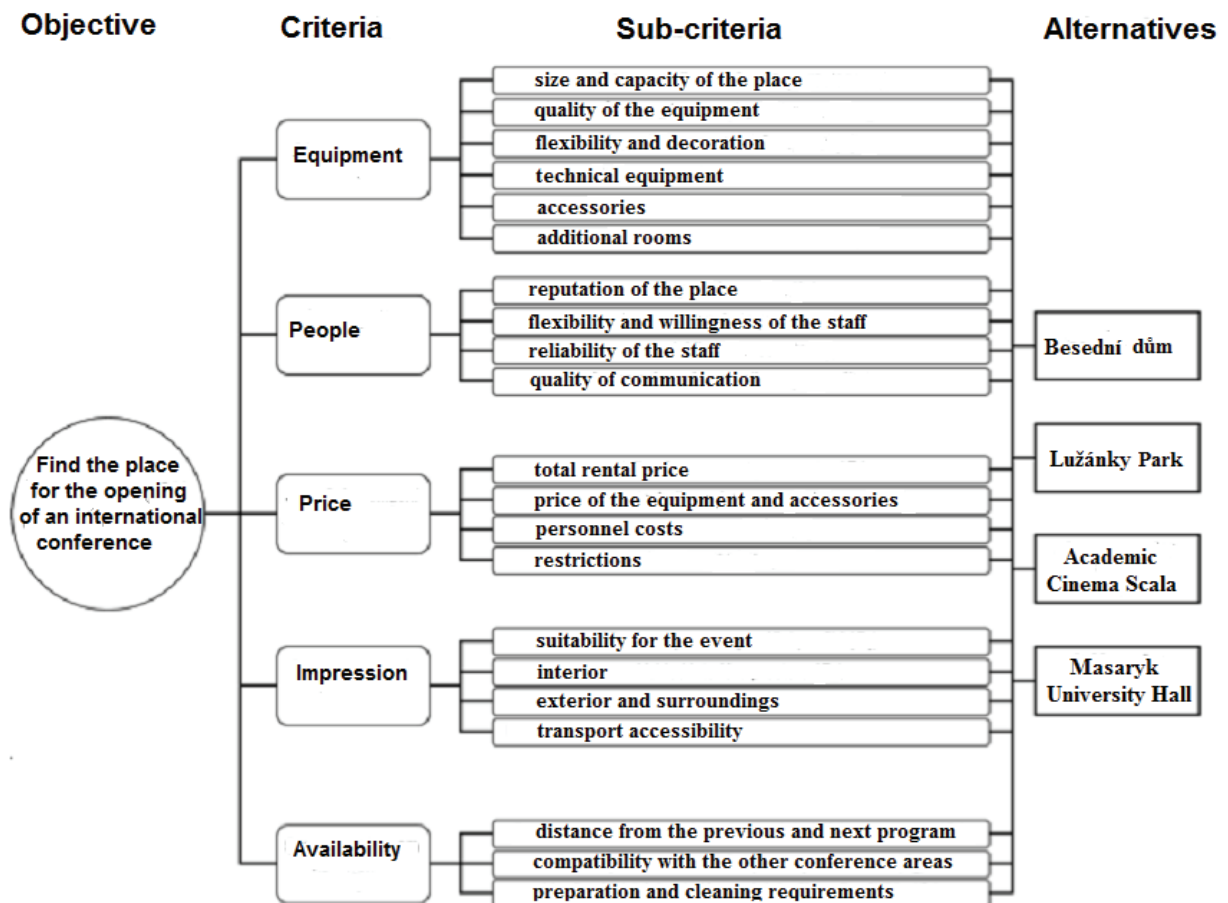 Objective
Criteria
Sub-criteria
Alternatives
Find the place
for the opening
of an international
conference
Equipment
size and capacity of the place
quality of the equipment
flexibility and decoration
technical equipment
accessories
additional rooms
People
reputation of the place
flexibility and willingness of the staff
reliability of the staff
quality of communication
Price
total rental price
price of the equipment and accessories
personnel costs
restrictions
Impression
suitability for the event
interior
exterior and surroundings
transport accessibility
Availability
distance from the previous and next program
compatibility with the other conference areas
preparation and cleaning requirements
Besední dům
Lužánky Park
Academic
Cinema Scala
Masaryk
University Hall